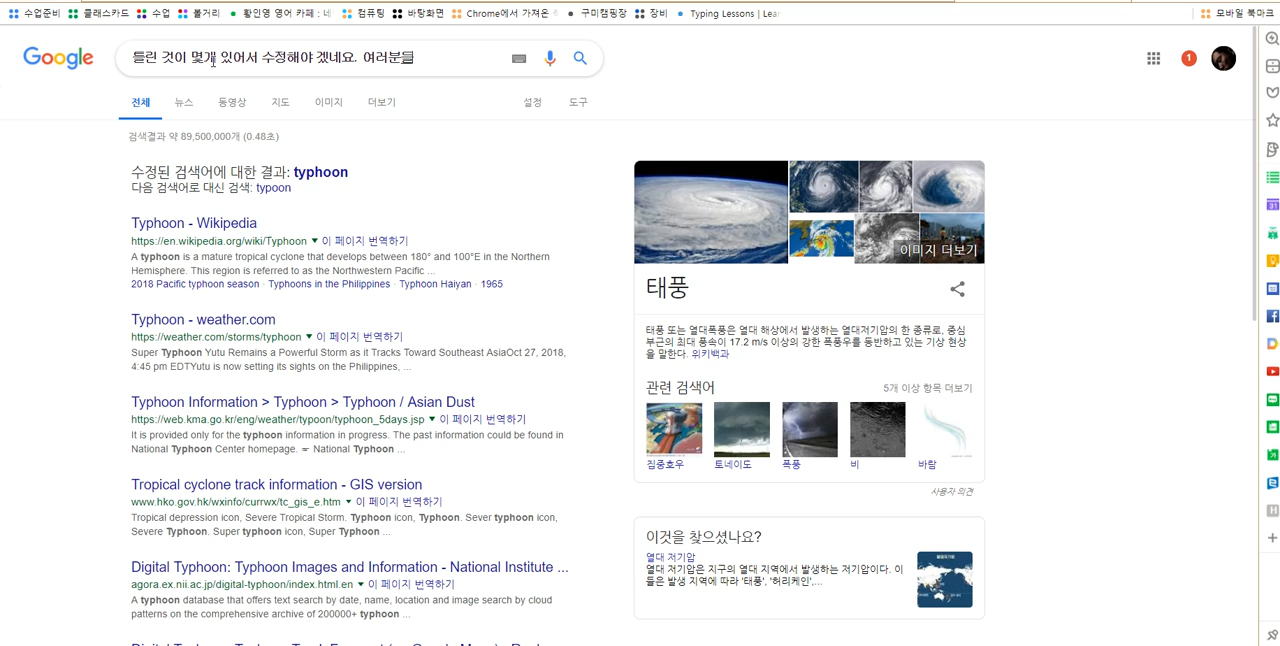 수업준비 클래스카드 수업 볼거리 황인영 영어 카페 : 네 컴퓨팅 바탕화면 Chrome에서 가져온 구미캠핑장 장비 Typing Lessons | Lear 모바일 북마크
Google 틀린 것이 몇개 있어서 수정해야 겠네요. 여러분들 1
전체 뉴스 동영상 지도 이미지 더보기 설정 도구
검색결과 약 89,500,000개 (0.48초)
수정된 검색어에 대한 결과: typhoon
다음 검색어로 대신 검색: typoon
Typhoon - Wikipedia
https://en.wikipedia.org/wiki/Typhoon ▼ 이 페이지 번역하기
A typhoon is a mature tropical cyclone that develops between 180° and 100°E in the Northern
Hemisphere. This region is referred to as the Northwestern Pacific ...
2018 Pacific typhoon season · Typhoons in the Philippines · Typhoon Haiyan · 1965
Typhoon - weather.com
https://weather.com/storms/typhoon ▼ 이 페이지 번역하기
Super Typhoon Yutu Remains a Powerful Storm as it Tracks Toward Southeast AsiaOct 27, 2018,
4:45 pm EDTYutu is now setting its sights on the Philippines, ...
Typhoon Information > Typhoon > Typhoon / Asian Dust
https://web.kma.go.kr/eng/weather/typoon/typhoon_5days.jsp ▼ 이 페이지 번역하기
It is provided only for the typhoon information in progress. The past information could be found in
National Typhoon Center homepage. ☞ National Typhoon ...
Tropical cyclone track information - GIS version
www.hko.gov.hk/wxinfo/currwx/tc_gis_e.htm ▼ 이 페이지 번역하기
Tropical depression icon, Severe Tropical Storm. Typhoon icon, Typhoon. Sever typhoon icon,
Severe Typhoon. Super typhoon icon, Super Typhoon ...
Digital Typhoon: Typhoon Images and Information - National Institute ...
agora.ex.nii.ac.jp/digital-typhoon/index.html.en ▼ 이 페이지 번역하기
A typhoon database that offers text search by date, name, location and image search by cloud
patterns on the comprehensive archive of 200000+ typhoon ...
이미지 더보기
태풍
태풍 또는 열대폭풍은 열대 해상에서 발생하는 열대저기압의 한 종류로, 중심
부근의 최대 풍속이 17.2 m/s 이상의 강한 폭풍우를 동반하고 있는 기상 현상
을 말한다. 위키백과
관련 검색어 5개 이상 항목 더보기
집중호우 토네이도 폭풍 비 바람
사용자 의견
이것을 찾으셨나요?
열대 저기압
열대 저기압은 지구의 열대 지역에서 발생하는 저기압이다. 이
들은 발생 지역에 따라 '태풍', '허리케인',...
31